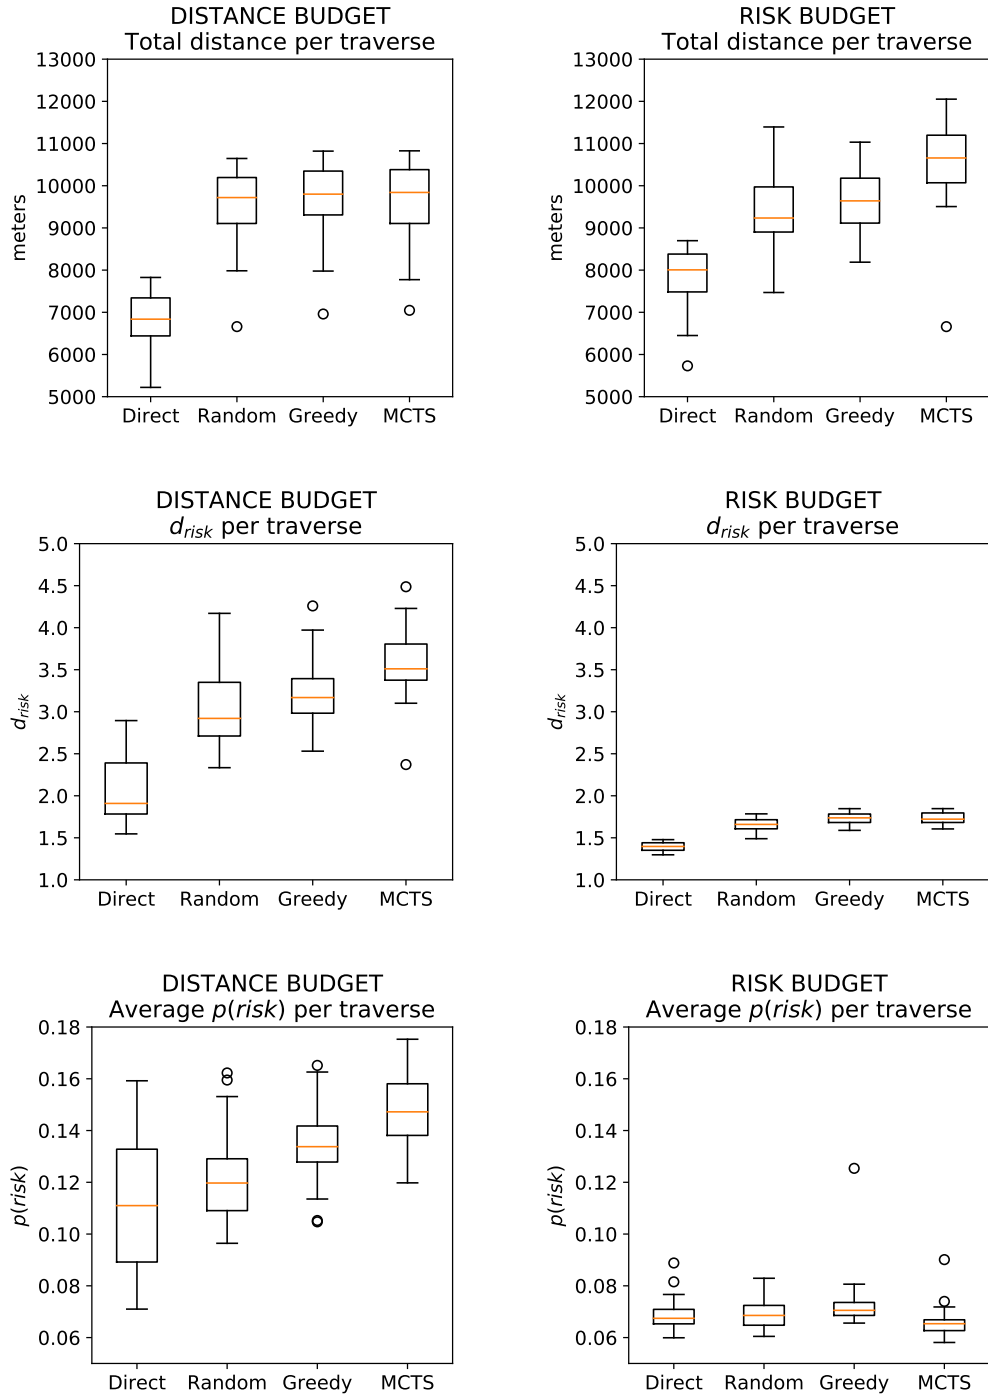 DISTANCE BUDGET
Total distance per traverse
13000
12000
11000
10000
9000
8000
7000
6000
5000
meters
Direct Random Greedy MCTS
RISK BUDGET
Total distance per traverse
13000
12000
11000
10000
9000
8000
7000
6000
5000
meters
Direct Random Greedy MCTS
DISTANCE BUDGET
d_risk per traverse
5.0
4.5
4.0
3.5
3.0
2.5
2.0
1.5
1.0
d_risk
Direct Random Greedy MCTS
RISK BUDGET
d_risk per traverse
5.0
4.5
4.0
3.5
3.0
2.5
2.0
1.5
1.0
d_risk
Direct Random Greedy MCTS
DISTANCE BUDGET
Average p(risk) per traverse
0.18
0.16
0.14
0.12
0.10
0.08
0.06
p(risk)
Direct Random Greedy MCTS
RISK BUDGET
Average p(risk) per traverse
0.18
0.16
0.14
0.12
0.10
0.08
0.06
p(risk)
Direct Random Greedy MCTS